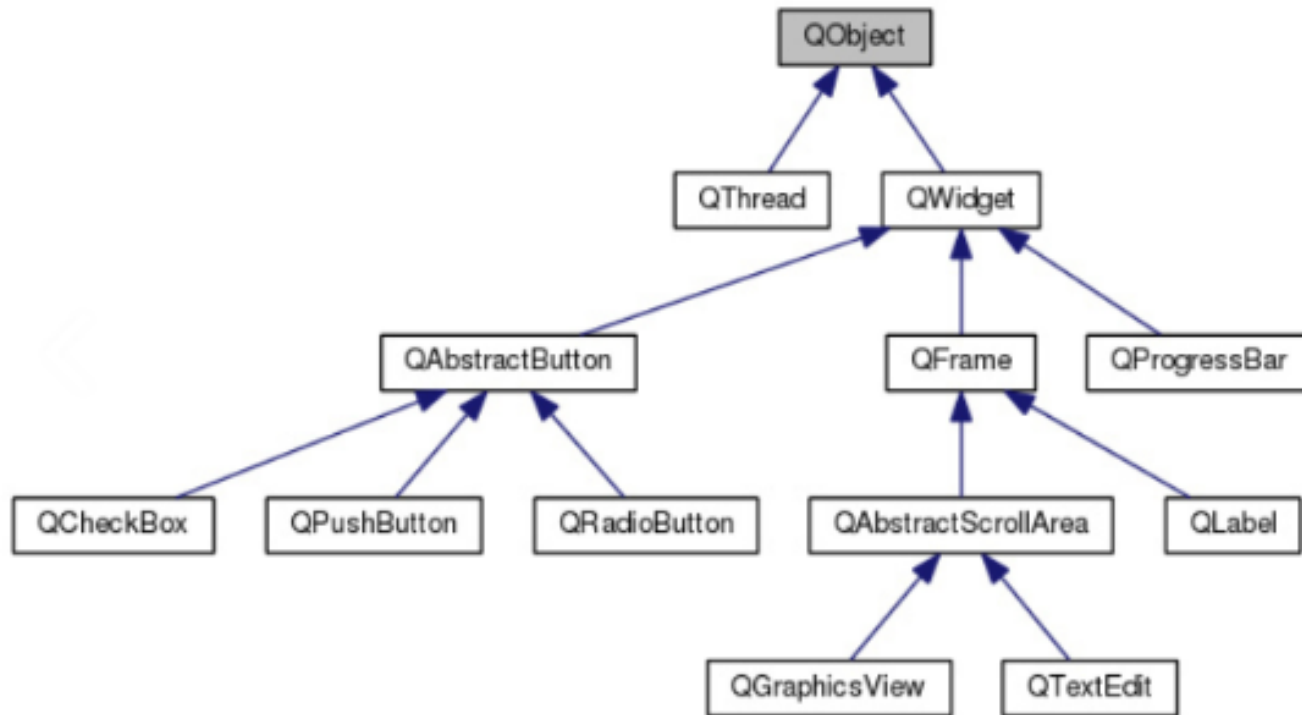 QObject
QThread
QWidget
QAbstractButton
QFrame
QProgressBar
QCheckBox
QPushButton
QRadioButton
QAbstractScrollArea
QLabel
QGraphicsView
QTextEdit